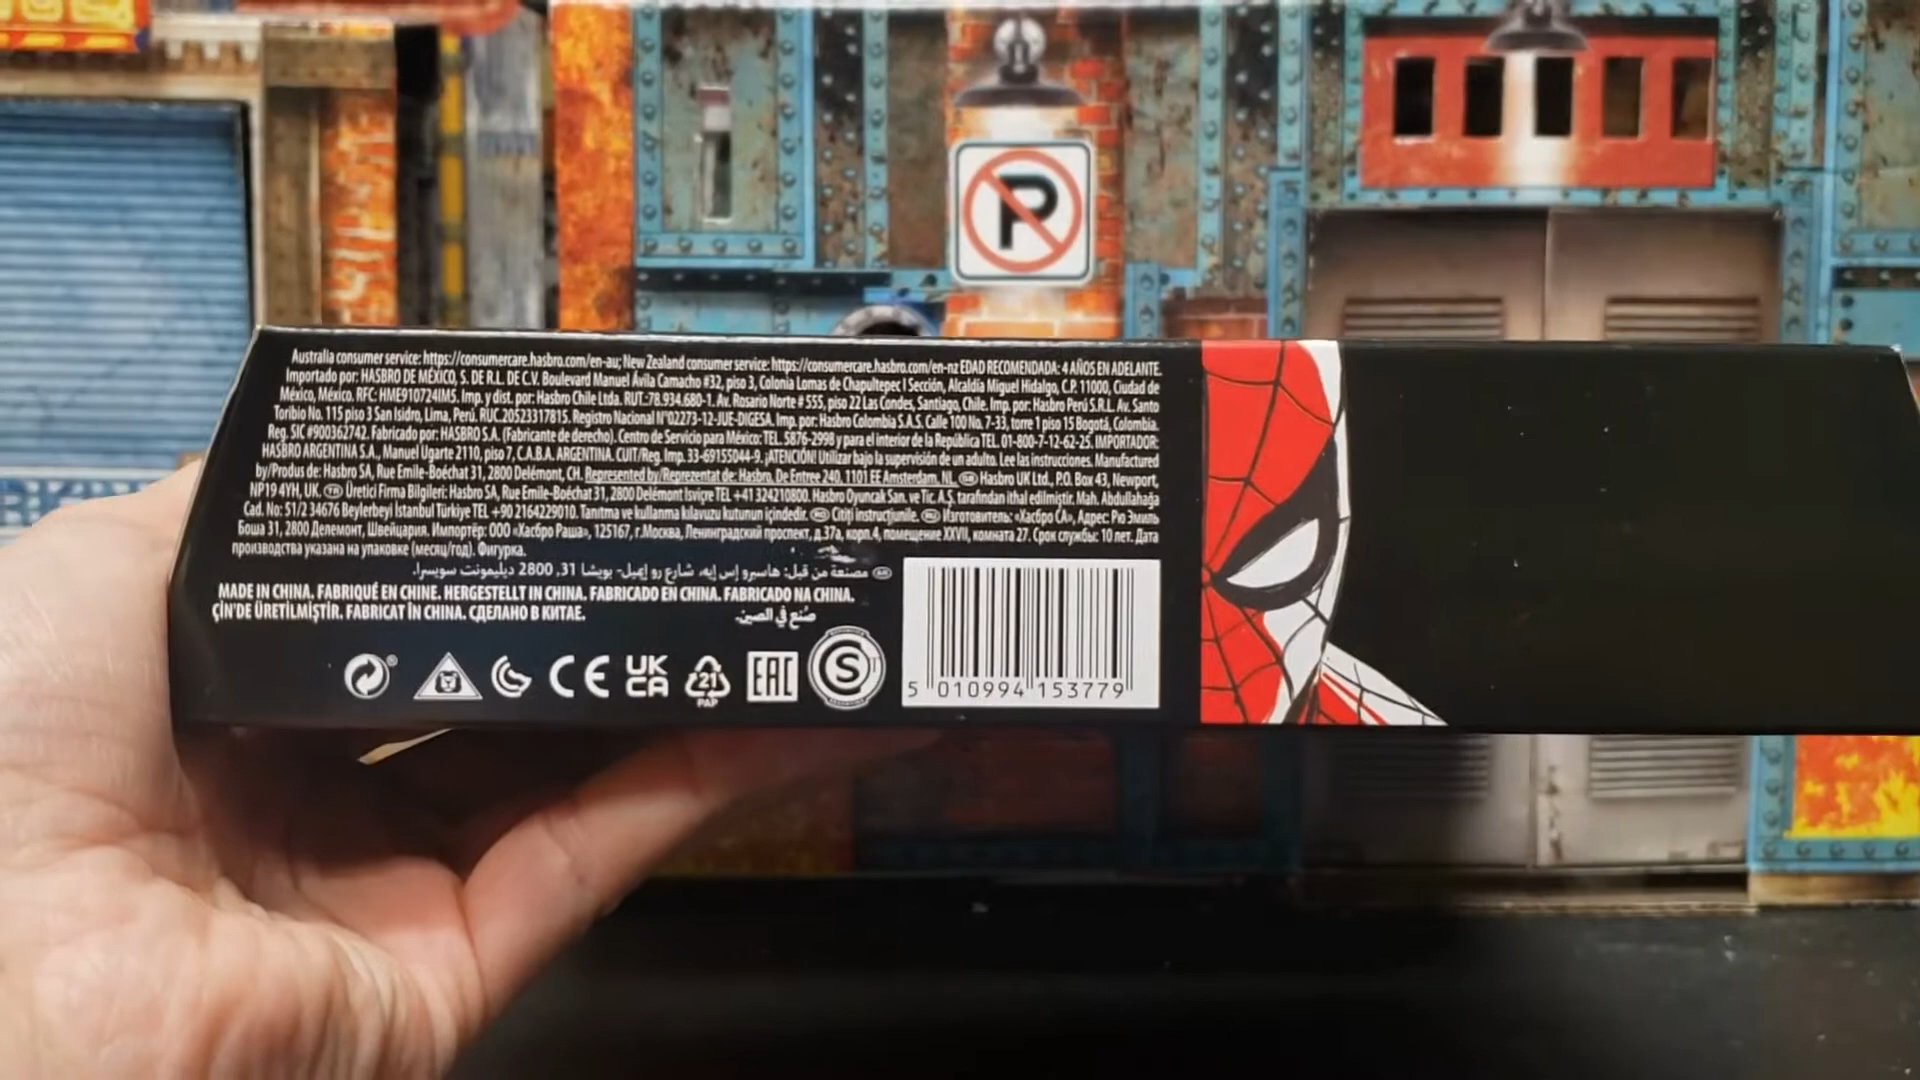 P
Australia consumer service: https://consumercare.hasbro.com/en-au; New Zealand consumer service: https://consumercare.hasbro.com/en-nz EDAD RECOMENDADA: 4 AÑOS EN ADELANTE.
Importado por: HASBRO DE MÉXICO, S. DE R.L. DE C.V. Boulevard Manuel Ávila Camacho #32, piso 3, Colonia Lomas de Chapultepec I Sección, Alcaldía Miguel Hidalgo, C.P. 11000, Ciudad de
México, México. RFC: HME910724IM5. Imp. y dist. por: Hasbro Chile Ltda. RUT.:78.934.680-1. Av. Rosario Norte # 555, piso 22 Las Condes, Santiago, Chile. Imp. por: Hasbro Perú S.R.L. Av. Santo
Toribio No. 115 piso 3 San Isidro, Lima, Perú. RUC.20523317815. Registro Nacional N°02273-12-JUE-DIGESA. Imp. por: Hasbro Colombia S.A.S. Calle 100 No. 7-33, torre 1 piso 15 Bogotá, Colombia.
Reg. SIC #900362742. Fabricado por: HASBRO S.A. (Fabricante de derecho). Centro de Servicio para México: TEL. 5876-2998 y para el interior de la República TEL. 01-800-7-12-62-25. IMPORTADOR:
HASBRO ARGENTINA S.A., Manuel Ugarte 2110, piso 7, C.A.B.A. ARGENTINA. CUIT/Reg. Imp. 33-69155044-9. ¡ATENCIÓN! Utilizar bajo la supervisión de un adulto. Lee las instrucciones. Manufactured
by/Produs de: Hasbro SA, Rue Emile-Boéchat 31, 2800 Delémont, CH. Represented by/Reprezentat de: Hasbro, De Entree 240, 1101 EE Amsterdam, NL. GB Hasbro UK Ltd., P.O. Box 43, Newport,
NP19 4YH, UK. TR Üretici Firma Bilgileri: Hasbro SA, Rue Emile-Boéchat 31, 2800 Delémont İsviçre TEL +41 324210800. Hasbro Oyuncak San. ve Tic. A.Ş. tarafından ithal edilmiştir. Mah. Abdullahağa
Cad. No: 51/2 34676 Beylerbeyi İstanbul Türkiye TEL +90 2164229010. Tanıtma ve kullanma kılavuzu kutunun içindedir. RO Citiți instrucțiunile. RU Изготовитель: «Хасбро СА», Адрес: Рю Эмиль
Боша 31, 2800 Делемонт, Швейцария. Импортёр: ООО «Хасбро Раша», 125167, г.Москва, Ленинградский проспект, д.37а, корп.4, помещение XXVII, комната 27. Срок службы: 10 лет. Дата
производства указана на упаковке (месяц/год). Фигурка.
AR مصنعة من قبل: هاسبرو إس إيه، شارع رو إيميل- بويشا 31, 2800 ديليمونت سويسرا.
MADE IN CHINA. FABRIQUÉ EN CHINE. HERGESTELLT IN CHINA. FABRICADO EN CHINA. FABRICADO NA CHINA.
ÇİN'DE ÜRETİLMİŞTİR. FABRICAT ÎN CHINA. СДЕЛАНО В КИТАЕ. صُنع في الصين.
CE UK CA 21 PAP EAC S
5 010994 153779